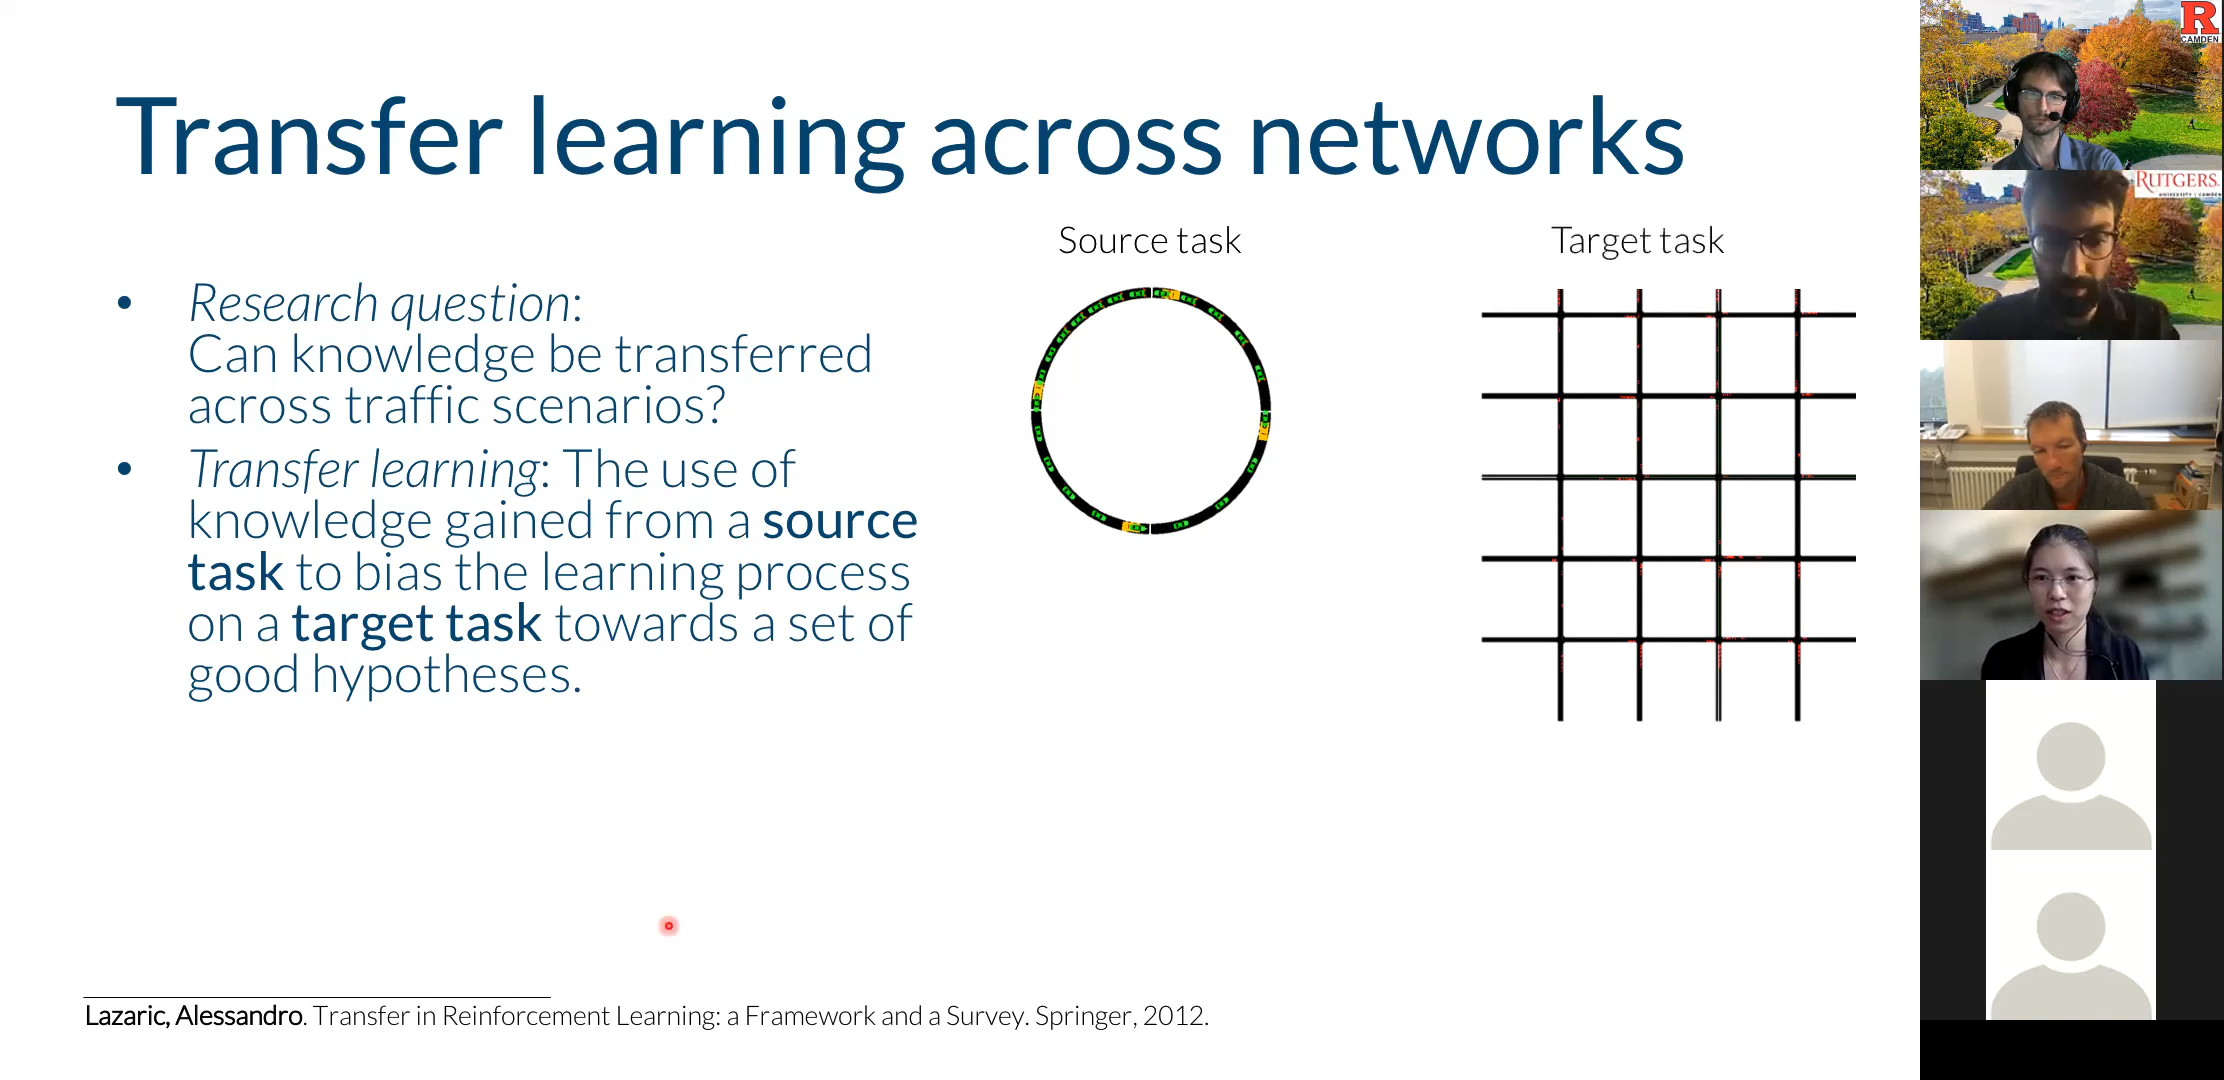 Transfer learning across networks
Source task
Target task
• Research question:
Can knowledge be transferred
across traffic scenarios?
• Transfer learning: The use of
knowledge gained from a source
task to bias the learning process
on a target task towards a set of
good hypotheses.
Lazaric, Alessandro. Transfer in Reinforcement Learning: a Framework and a Survey. Springer, 2012.
R
CAMDEN
RUTGERS